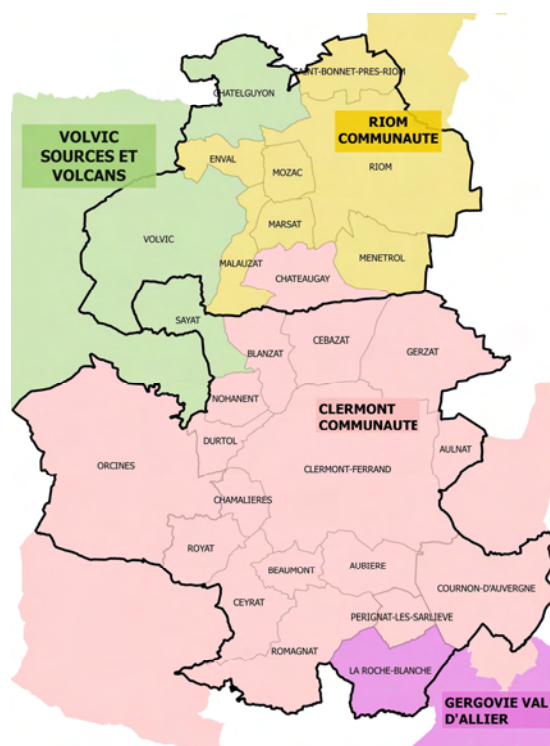 SAINT-BONNET-PRES-RIOM
CHATELGUYON
VOLVIC
SOURCES ET
VOLCANS
RIOM
COMMUNAUTE
ENVAL
MOZAC
RIOM
MARSAT
VOLVIC
MALAUZAT
MENETROL
CHATEAUGAY
SAYAT
BLANZAT
CEBAZAT
GERZAT
NOHANENT
CLERMONT
COMMUNAUTE
DURTOL
AULNAT
ORCINES
CLERMONT-FERRAND
CHAMALIERES
ROYAT
BEAUMONT
AUBIERE
COURNON-D'AUVERGNE
CEYRAT
PERIGNAT-LES-SARLIEVE
ROMAGNAT
LA ROCHE-BLANCHE
GERGOVIE VAL
D'ALLIER